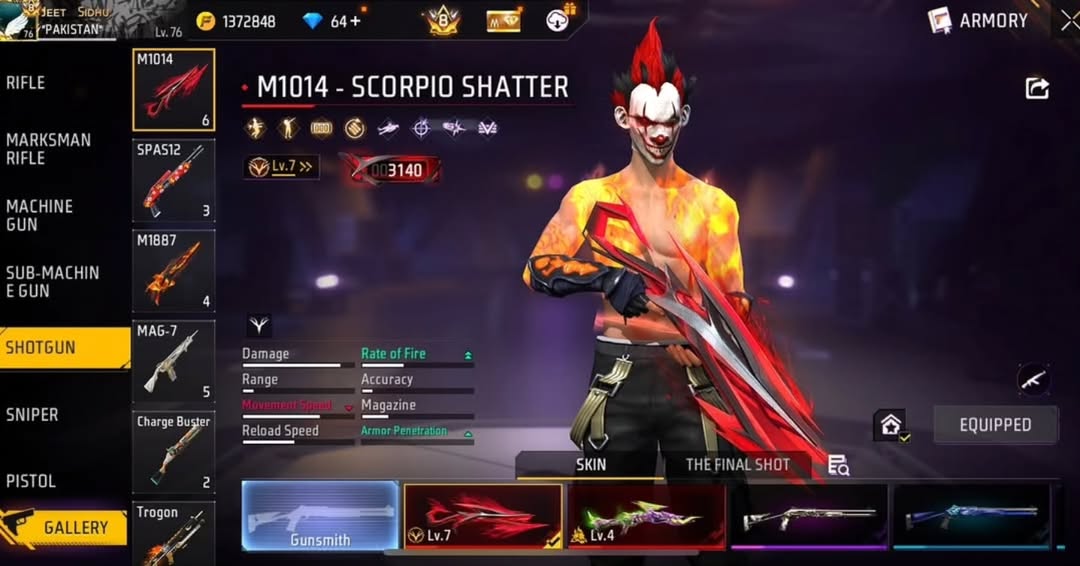 JEET SIDHU
"PAKISTAN"
76
Lv.76
1372848
64+
B
M
ARMORY
RIFLE
MARKSMAN
RIFLE
MACHINE
GUN
SUB-MACHIN
E GUN
SHOTGUN
SNIPER
PISTOL
GALLERY
M1014
6
SPAS12
3
M1887
4
MAG-7
5
Charge Buster
2
Trogon
M1014 - SCORPIO SHATTER
Lv.7
003140
Damage
Rate of Fire
Range
Accuracy
Movement Speed
Magazine
Reload Speed
Armor Penetration
EQUIPPED
SKIN
THE FINAL SHOT
Gunsmith
Lv.7
Lv.4